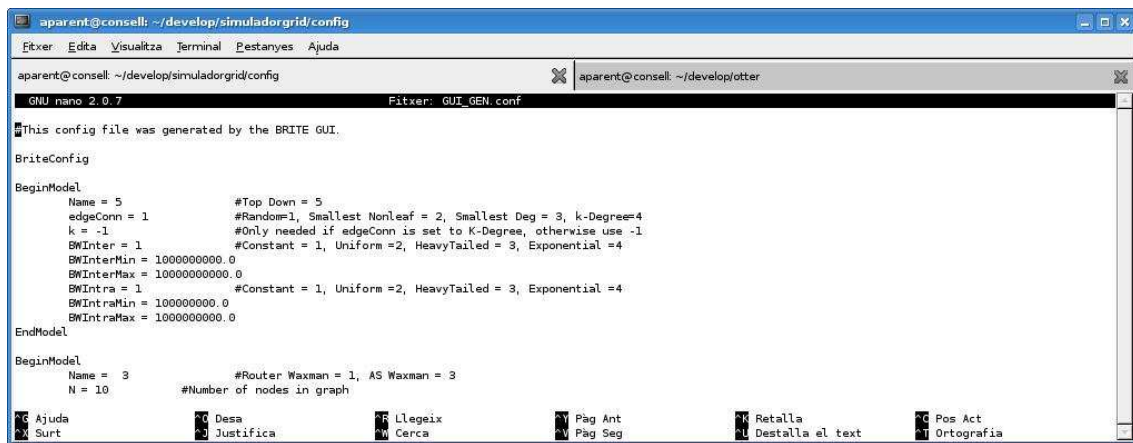 aparent@consell: ~/develop/simuladorgrid/config
Fitxer Edita Visualitza Terminal Pestanyes Ajuda
aparent@consell: ~/develop/simuladorgrid/config aparent@consell: ~/develop/otter
GNU nano 2.0.7 Fitxer: GUI_GEN.conf
#This config file was generated by the BRITE GUI.
BriteConfig
BeginModel
Name = 5 #Top Down = 5
edgeConn = 1 #Random=1, Smallest Nonleaf = 2, Smallest Deg = 3, k-Degree=4
k = -1 #Only needed if edgeConn is set to K-Degree, otherwise use -1
BWInter = 1 #Constant = 1, Uniform =2, HeavyTailed = 3, Exponential =4
BWInterMin = 1000000000.0
BWInterMax = 10000000000.0
BWIntra = 1 #Constant = 1, Uniform =2, HeavyTailed = 3, Exponential =4
BWIntraMin = 1000000000.0
BWIntraMax = 1000000000.0
EndModel
BeginModel
Name = 3 #Router Waxman = 1, AS Waxman = 3
N = 10 #Number of nodes in graph
^G Ajuda ^O Desa ^R Llegeix ^Y Pàg Ant ^K Retalla ^C Pos Act
^X Surt ^J Justifica ^W Cerca ^V Pàg Seg ^U Destalla el text ^T Ortografia